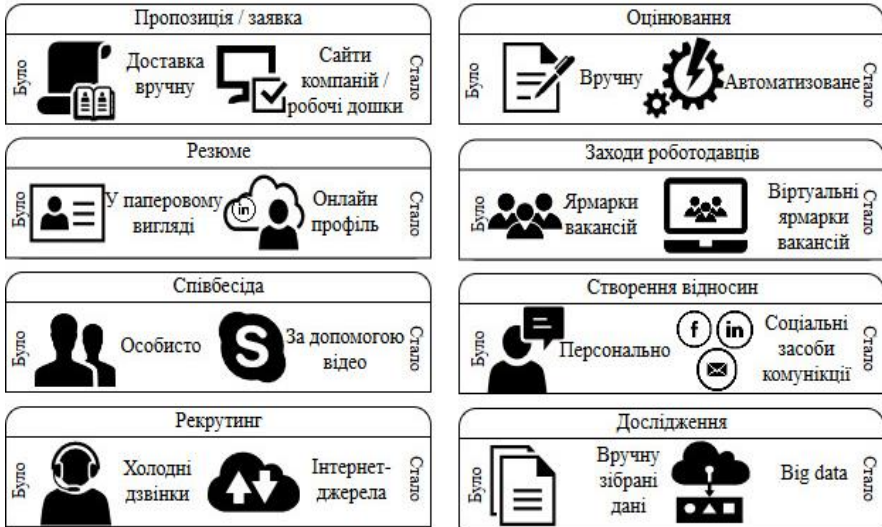 Пропозиція / заявка
Було
Доставка
вручну
Сайти
компаній /
робочі дошки
Стало
Оцінювання
Було
Вручну
Автоматизоване
Стало
Резюме
Було
У паперовому
вигляді
in
Онлайн
профіль
Стало
Заходи роботодавців
Було
Ярмарки
вакансій
Віртуальні
ярмарки
вакансій
Стало
Співбесіда
Було
Особисто
S
За допомогою
відео
Стало
Створення відносин
Було
Персонально
f in
Соціальні
засоби
комунікції
Стало
Рекрутинг
Було
Холодні
дзвінки
Інтернет-
джерела
Стало
Дослідження
Було
Вручну
зібрані
дані
Big data
Стало